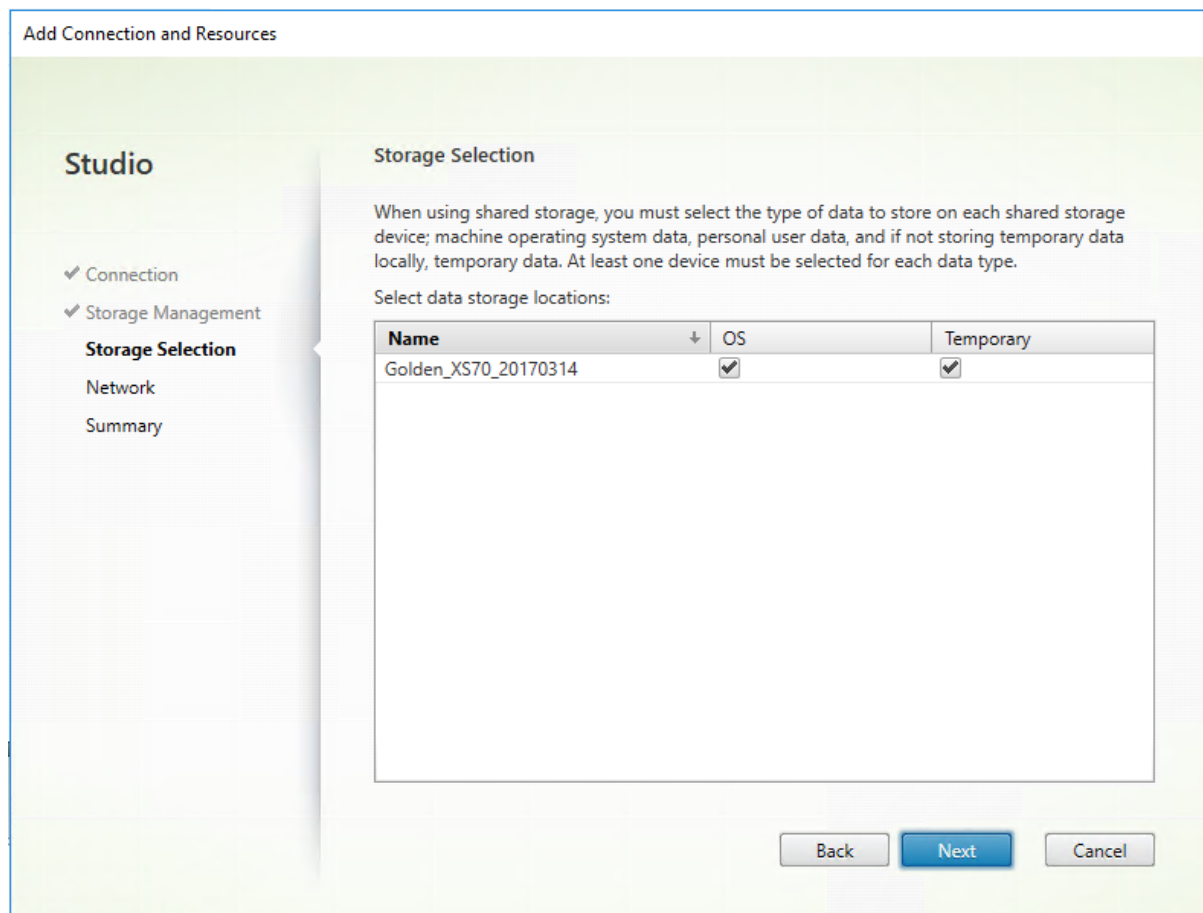 Add Connection and Resources
Studio
Connection
Storage Management
Storage Selection
Network
Summary
Storage Selection
When using shared storage, you must select the type of data to store on each shared storage
device; machine operating system data, personal user data, and if not storing temporary data
locally, temporary data. At least one device must be selected for each data type.
Select data storage locations:
Name OS Temporary
Golden_XS70_20170314
Back Next Cancel